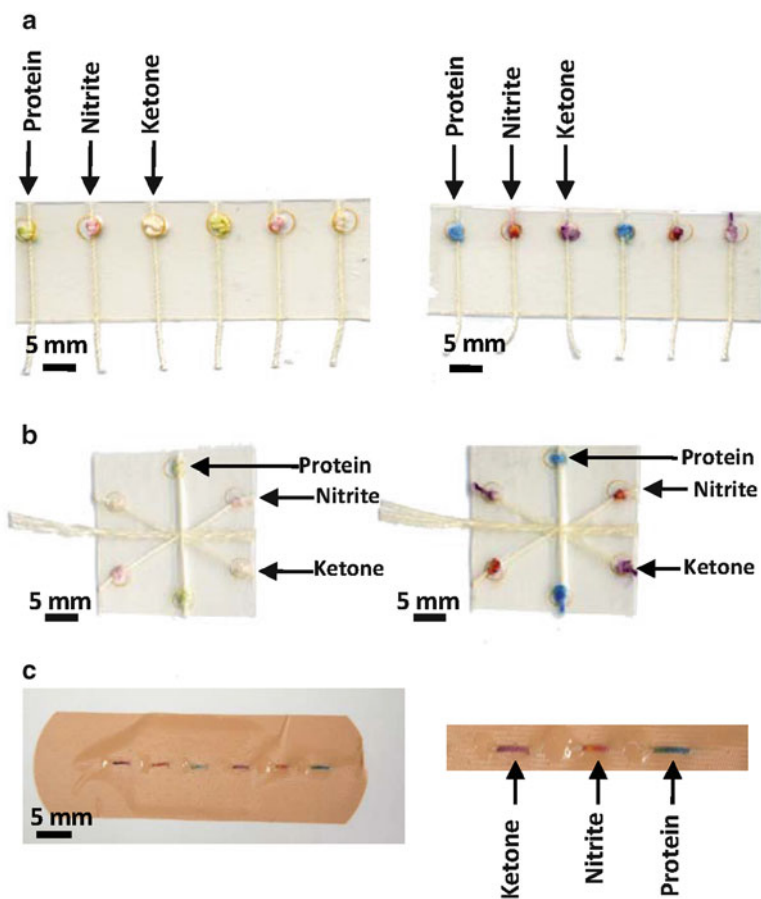 a
Protein
Nitrite
Ketone
Protein
Nitrite
Ketone
5 mm
5 mm
b
Protein
Nitrite
Ketone
5 mm
Protein
Nitrite
Ketone
5 mm
c
5 mm
Ketone
Nitrite
Protein